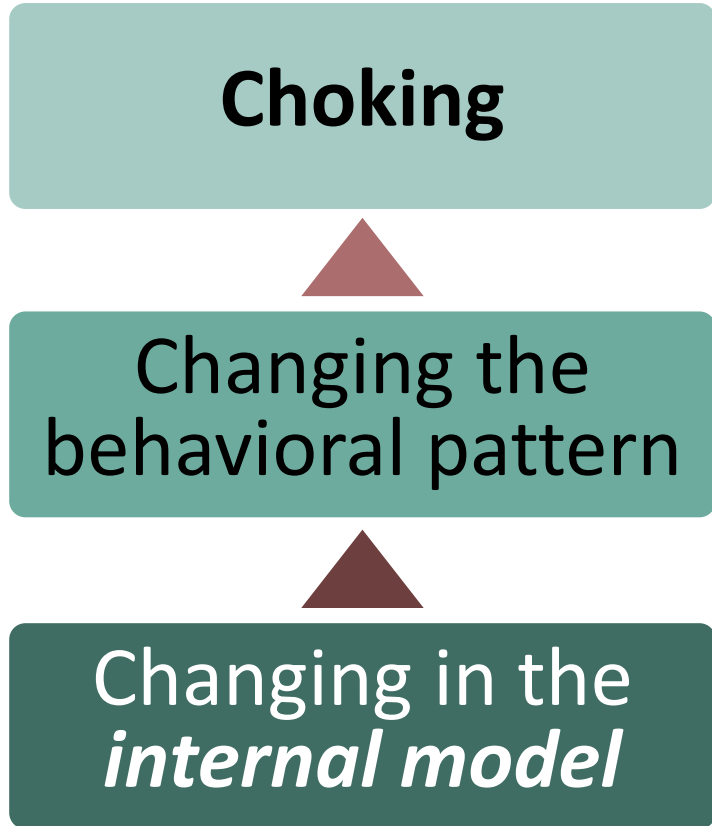 Choking
Changing the
behavioral pattern
Changing in the
internal model